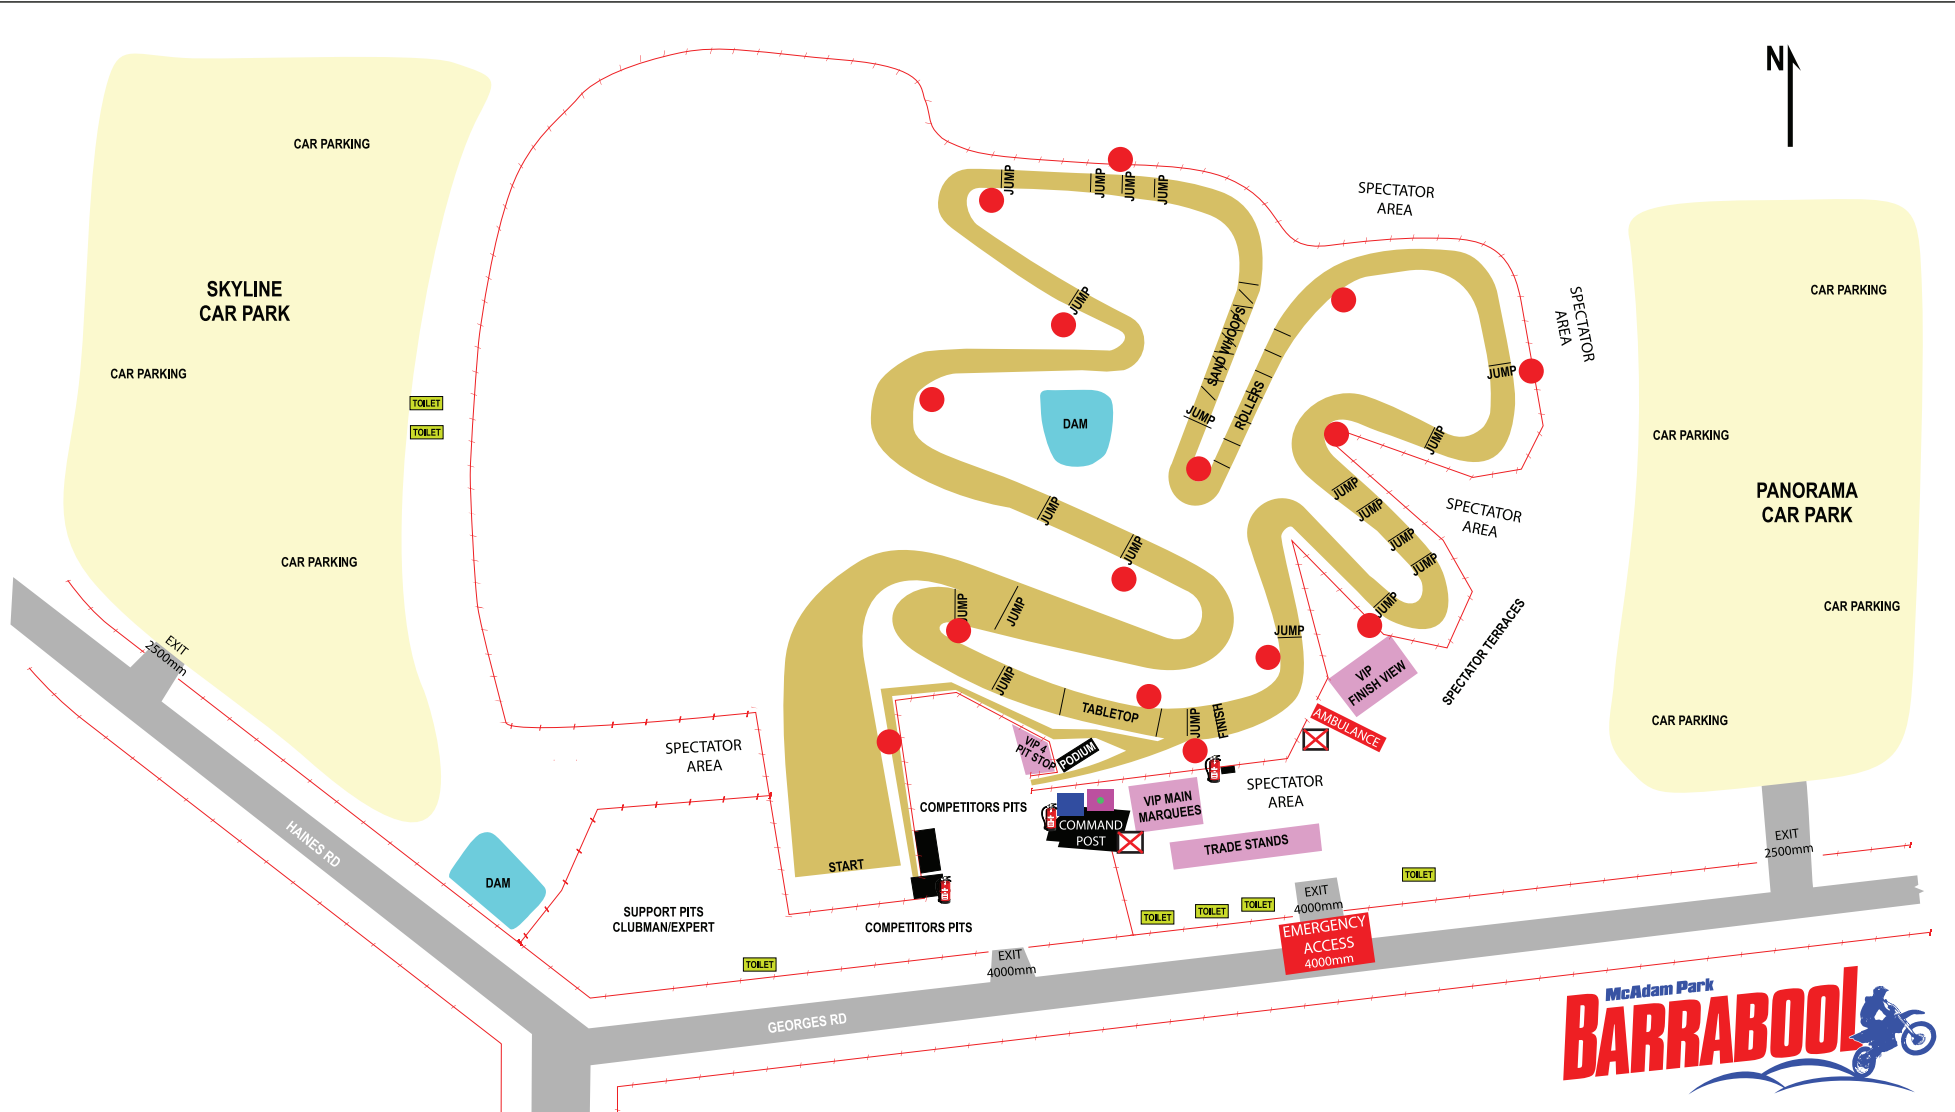 N
CAR PARKING
SKYLINE
CAR PARK
CAR PARKING
CAR PARKING
TOILET
TOILET
EXIT
2500mm
HAINES RD
DAM
SPECTATOR
AREA
SUPPORT PITS
CLUBMAN/EXPERT
TOILET
START
COMPETITORS PITS
COMPETITORS PITS
JUMP
JUMP
JUMP
JUMP
JUMP
DAM
SAND WHOOPS
JUMP
ROLLERS
SPECTATOR
AREA
SPECTATOR
AREA
JUMP
JUMP
SPECTATOR
AREA
JUMP
JUMP
JUMP
JUMP
JUMP
JUMP
JUMP
JUMP
JUMP
JUMP
JUMP
TABLETOP
JUMP
FINISH
JUMP
VIP
FINISH VIEW
SPECTATOR TERRACES
AMBULANCE
VIP 4
PIT STOP
PODIUM
SPECTATOR
AREA
VIP MAIN
MARQUEES
COMMAND
POST
TRADE STANDS
TOILET
TOILET
TOILET
TOILET
EXIT
4000mm
EMERGENCY
ACCESS
4000mm
EXIT
4000mm
GEORGES RD
CAR PARKING
CAR PARKING
PANORAMA
CAR PARK
CAR PARKING
CAR PARKING
EXIT
2500mm
McAdam Park
BARRABOOL